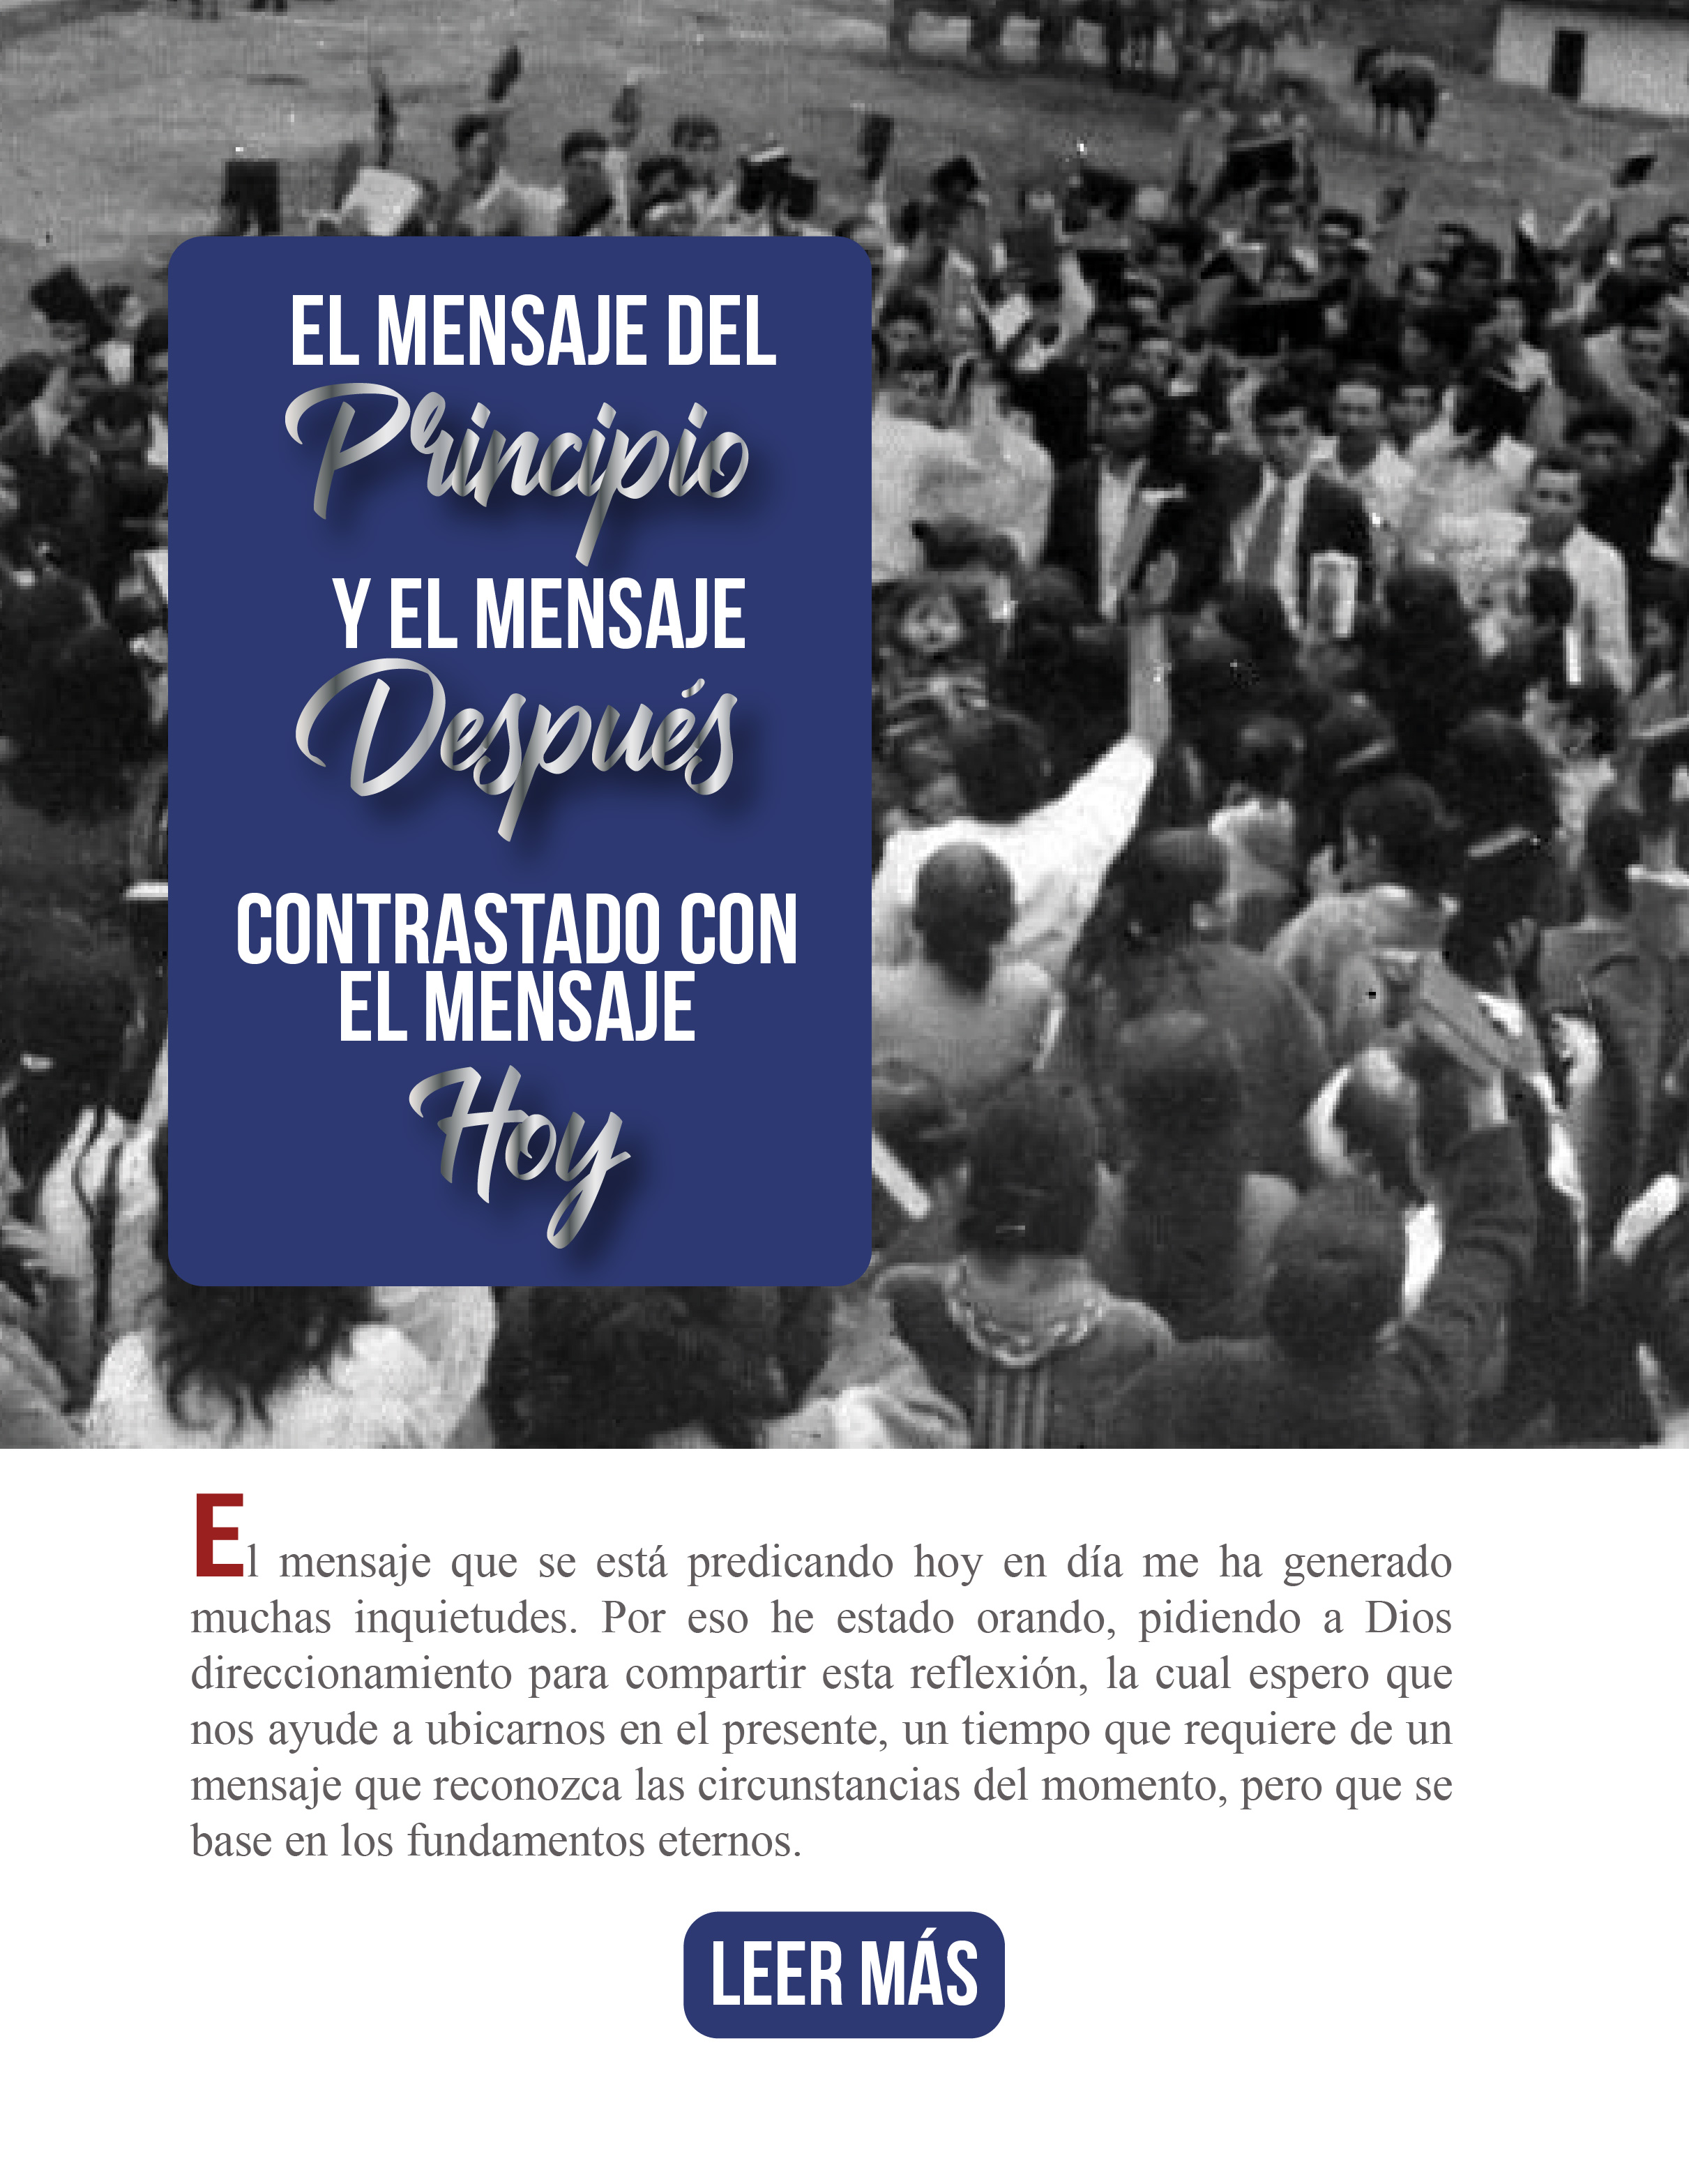 EL MENSAJE DEL
Principio
Y EL MENSAJE
Después
CONTRASTADO CON
EL MENSAJE
Hoy
El mensaje que se está predicando hoy en día me ha generado
muchas inquietudes. Por eso he estado orando, pidiendo a Dios
direccionamiento para compartir esta reflexión, la cual espero que
nos ayude a ubicarnos en el presente, un tiempo que requiere de un
mensaje que reconozca las circunstancias del momento, pero que se
base en los fundamentos eternos.
LEER MÁS